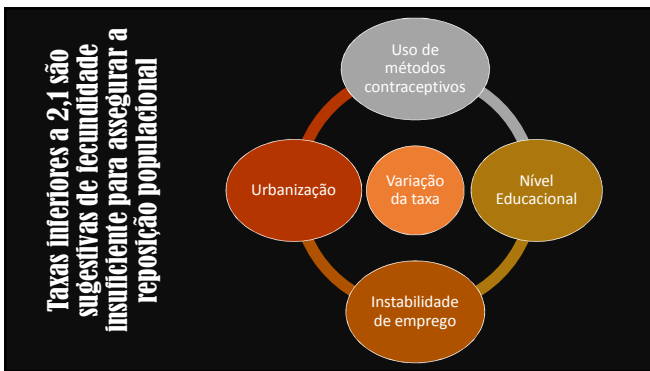 Taxas inferiores a 2,1 são
sugestivas de fecundidade
insuficiente para assegurar a
reposição populacional
Uso de
métodos
contraceptivos
Urbanização
Variação
da taxa
Nível
Educacional
Instabilidade
de emprego